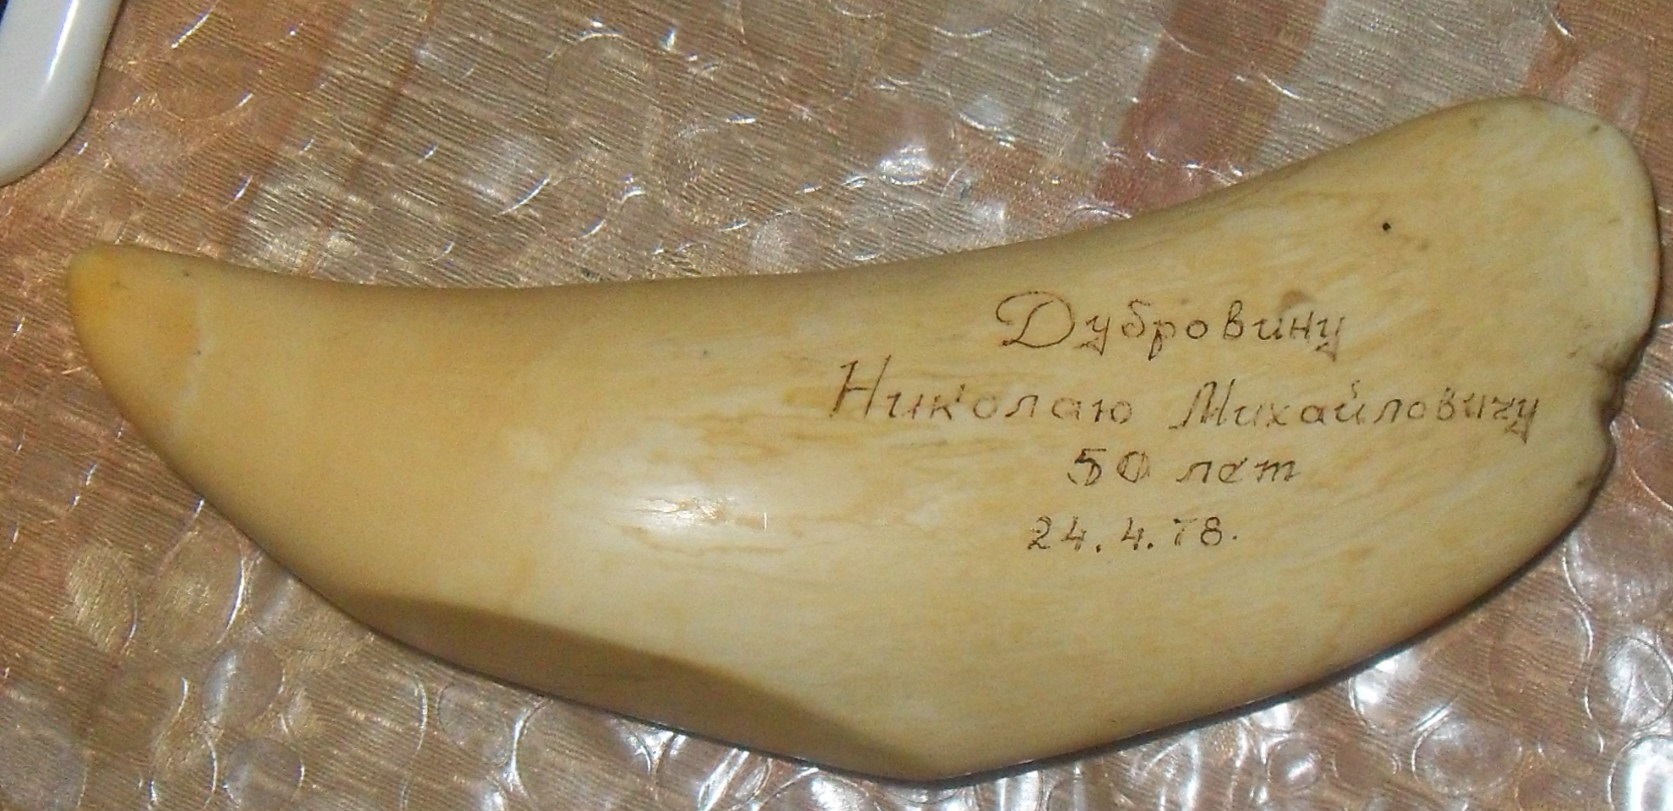 Дубровину
Николаю Михайловичу
50 лет
24.4.78.